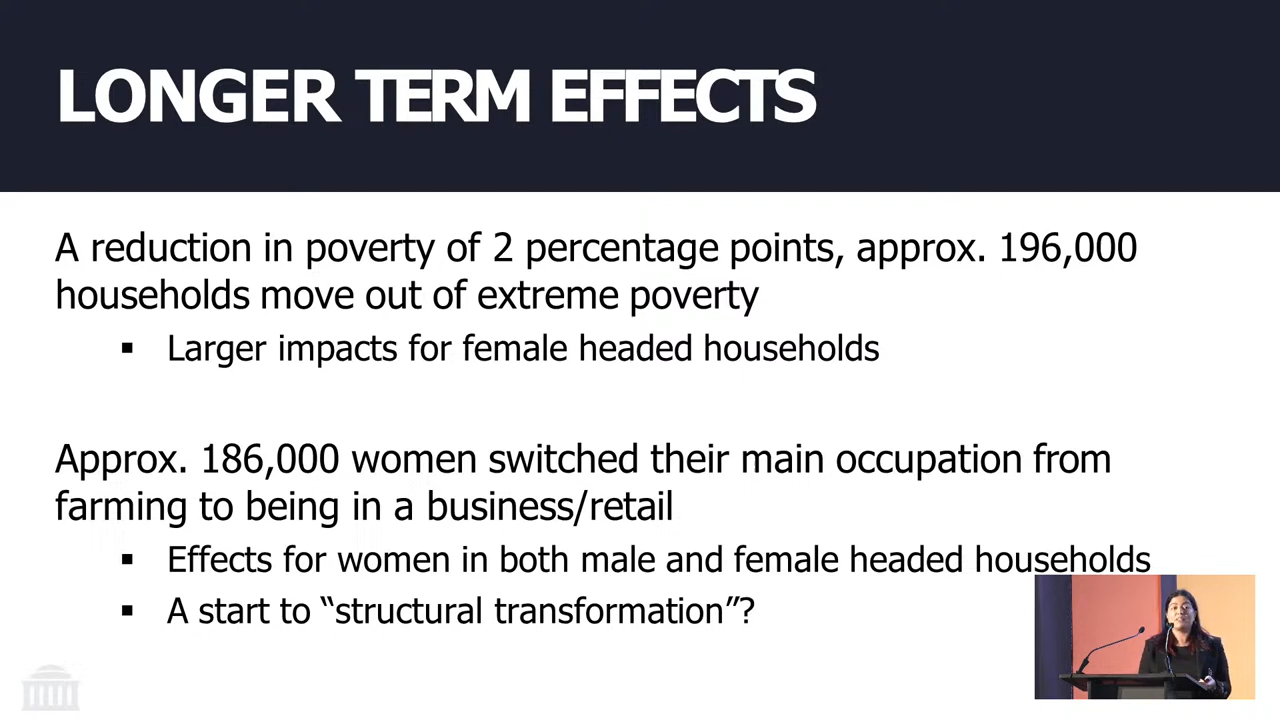 LONGER TERM EFFECTS
A reduction in poverty of 2 percentage points, approx. 196,000
households move out of extreme poverty
▪ Larger impacts for female headed households
Approx. 186,000 women switched their main occupation from
farming to being in a business/retail
▪ Effects for women in both male and female headed households
▪ A start to “structural transformation”?